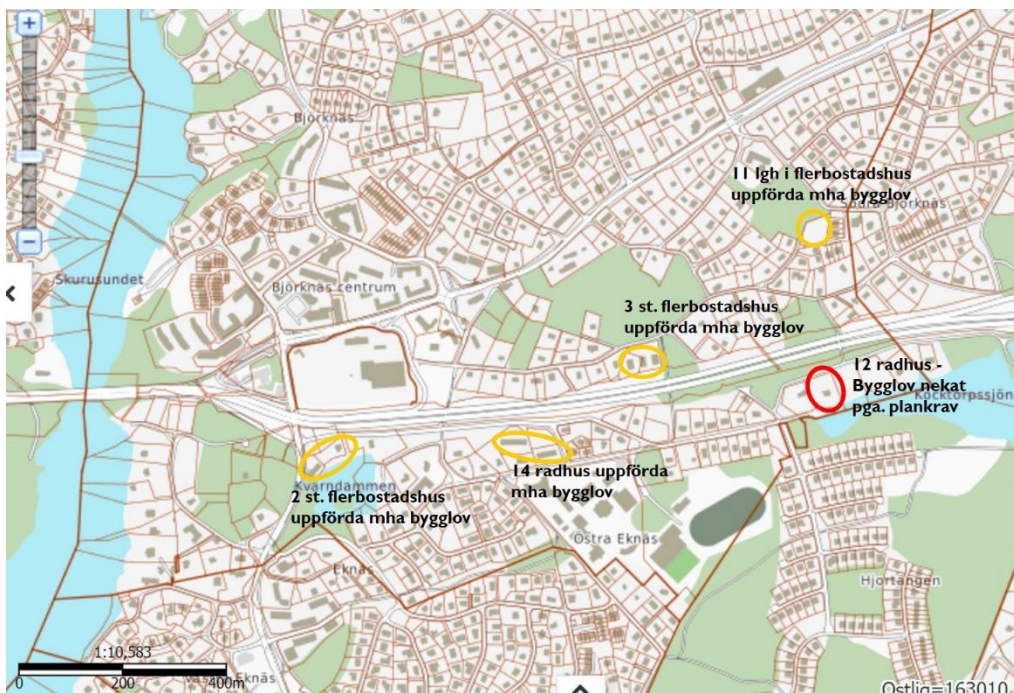 Björknäs
11 lgh i flerbostadshus
uppförda mha bygglov
Södra Björknäs
Skurusundet
Björknäs centrum
3 st. flerbostadshus
uppförda mha bygglov
12 radhus -
Bygglov nekat
pga. plankrav
Kocktorpssjön
14 radhus uppförda
mha bygglov
Kvarndammen
2 st. flerbostadshus
uppförda mha bygglov
Östra Eknäs
Eknäs
Hjortängen
1:10,583
0 200 400m
Eknäs
Ostlig=163010